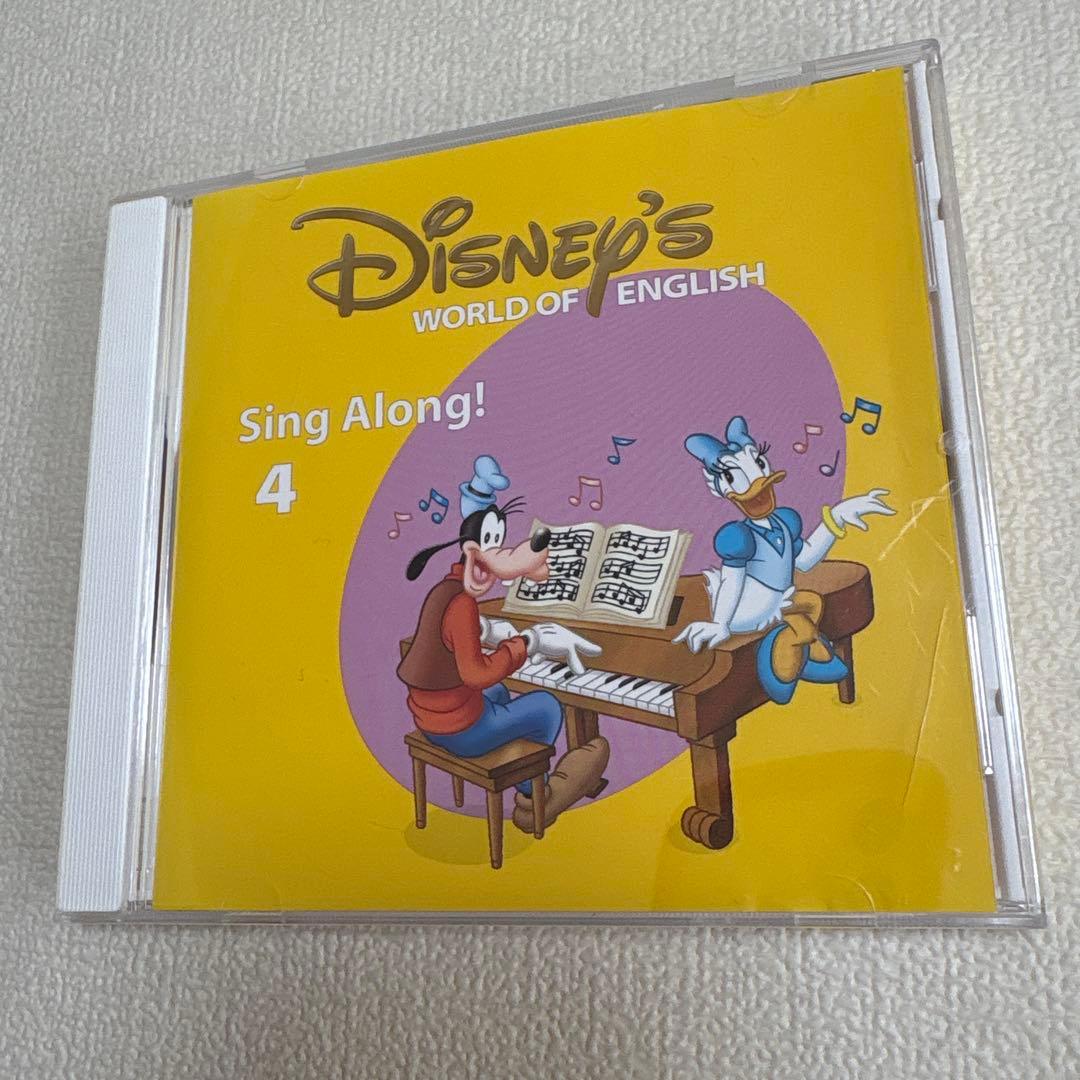 DISNEY'S
WORLD OF ENGLISH
Sing Along!
4